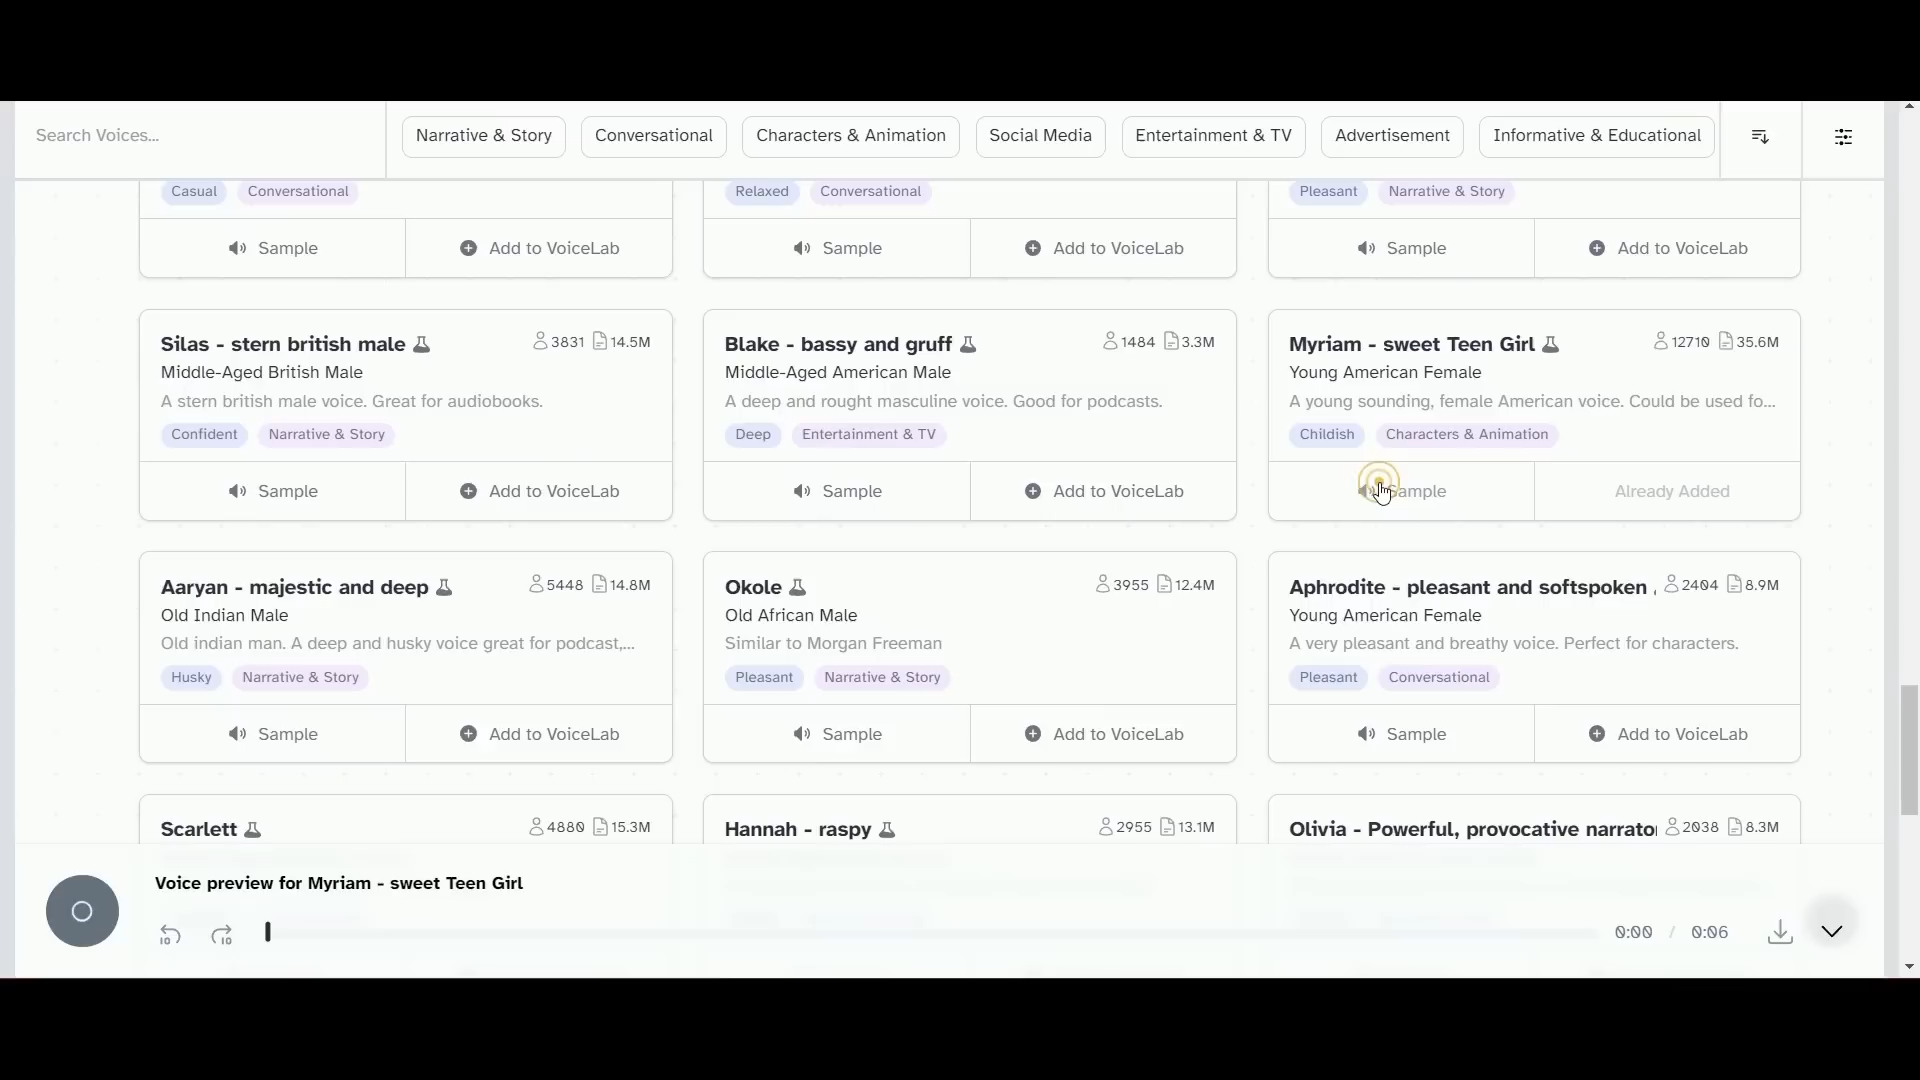 Search Voices...
Narrative & Story
Conversational
Characters & Animation
Social Media
Entertainment & TV
Advertisement
Informative & Educational
Casual Conversational
Relaxed Conversational
Pleasant Narrative & Story
Sample Add to VoiceLab
Sample Add to VoiceLab
Sample Add to VoiceLab
Silas - stern british male 3831 14.5M
Middle-Aged British Male
A stern british male voice. Great for audiobooks.
Confident Narrative & Story
Sample Add to VoiceLab
Blake - bassy and gruff 1484 3.3M
Middle-Aged American Male
A deep and rought masculine voice. Good for podcasts.
Deep Entertainment & TV
Sample Add to VoiceLab
Myriam - sweet Teen Girl 12710 35.6M
Young American Female
A young sounding, female American voice. Could be used fo...
Childish Characters & Animation
Sample Already Added
Aaryan - majestic and deep 5448 14.8M
Old Indian Male
Old indian man. A deep and husky voice great for podcast,...
Husky Narrative & Story
Sample Add to VoiceLab
Okole 3955 12.4M
Old African Male
Similar to Morgan Freeman
Pleasant Narrative & Story
Sample Add to VoiceLab
Aphrodite - pleasant and softspoken 2404 8.9M
Young American Female
A very pleasant and breathy voice. Perfect for characters.
Pleasant Conversational
Sample Add to VoiceLab
Scarlett 4880 15.3M
Hannah - raspy 2955 13.1M
Olivia - Powerful, provocative narrator 2038 8.3M
Voice preview for Myriam - sweet Teen Girl
10 10 0:00 / 0:06